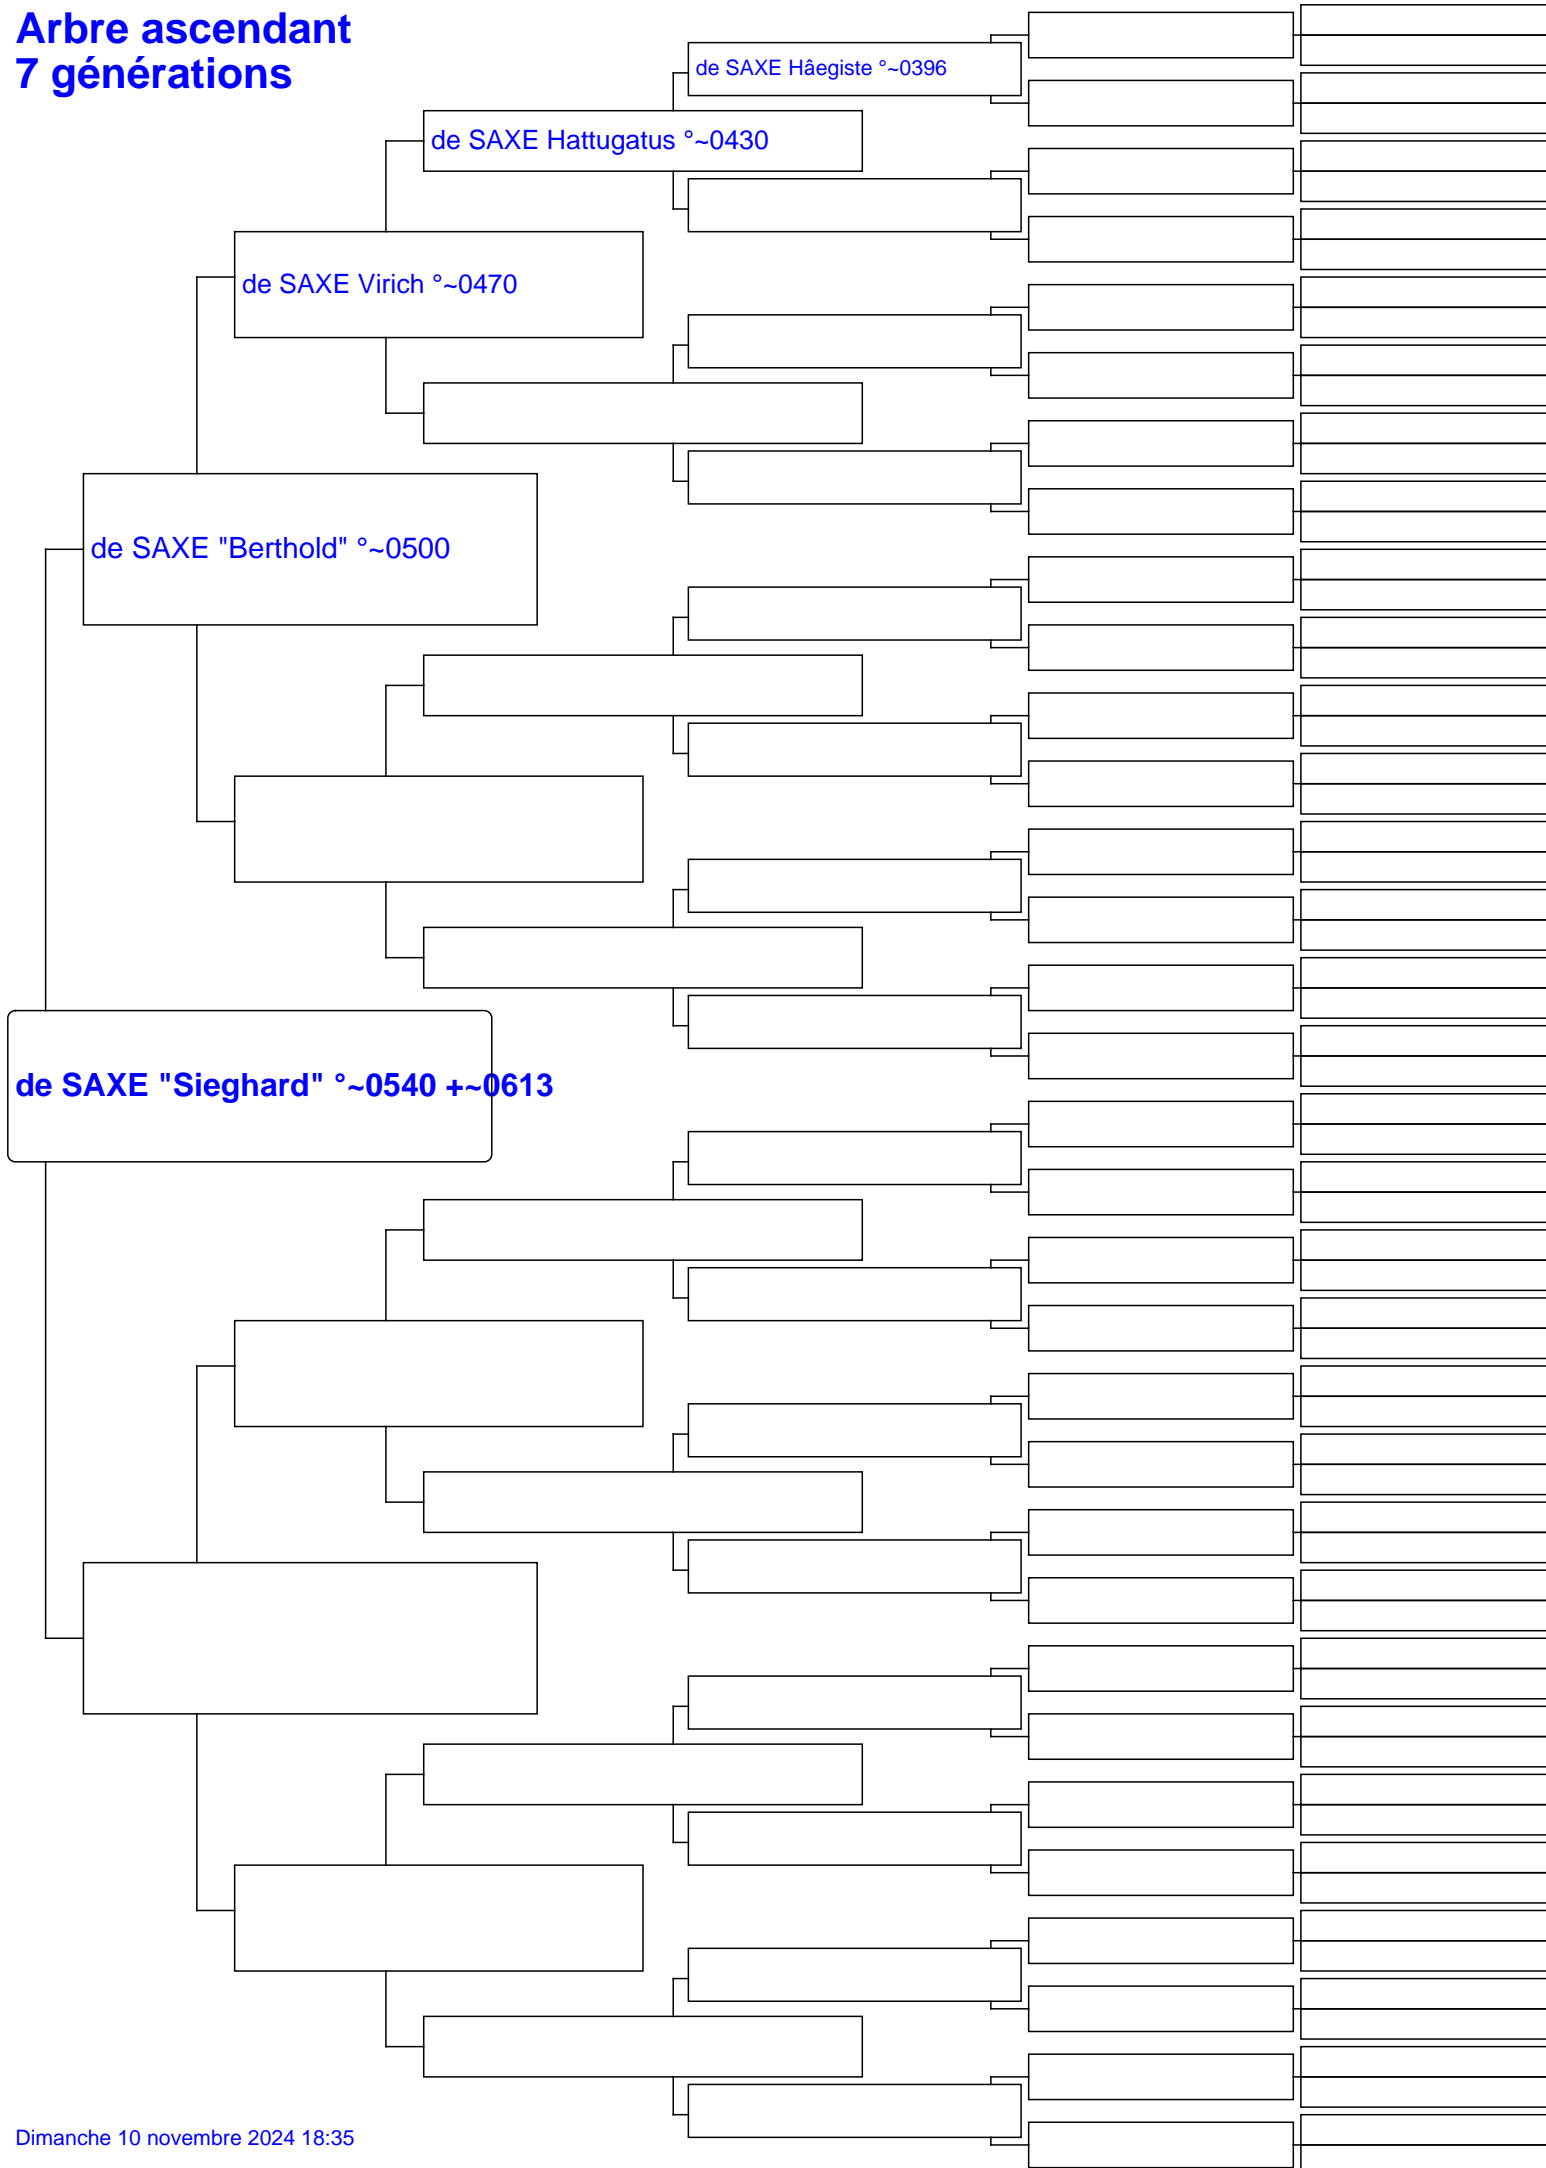 Arbre ascendant
7 générations
de SAXE Hâegiste °~0396
de SAXE Hattugatus °~0430
de SAXE Virich °~0470
de SAXE "Berthold" °~0500
de SAXE "Sieghard" °~0540 +~0613
Dimanche 10 novembre 2024 18:35